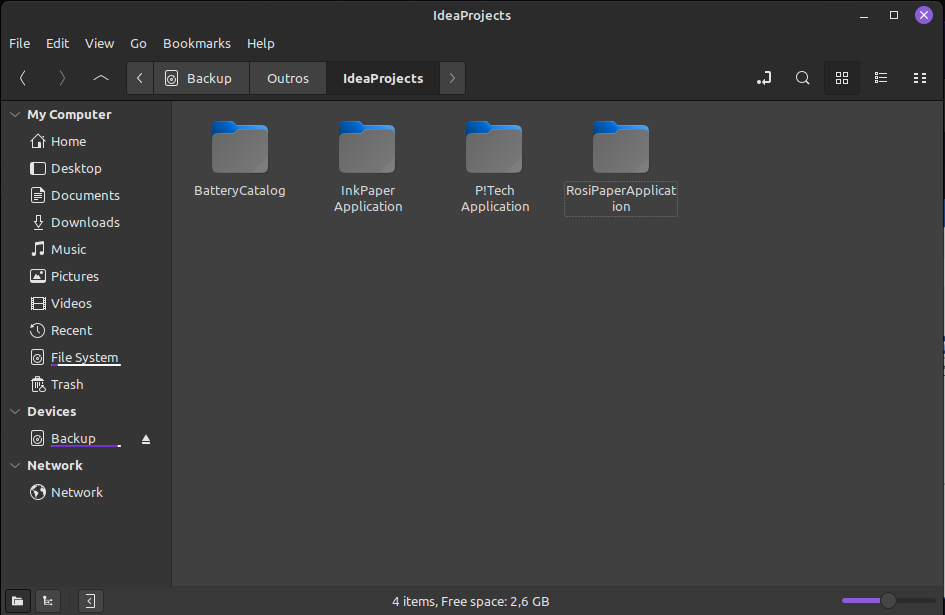 IdeaProjects
File Edit View Go Bookmarks Help
Backup Outros IdeaProjects
My Computer
Home
Desktop
Documents
Downloads
Music
Pictures
Videos
Recent
File System
Trash
Devices
Backup
Network
Network
BatteryCatalog
InkPaper
Application
P!Tech
Application
RosiPaperApplicat
ion
4 items, Free space: 2,6 GB